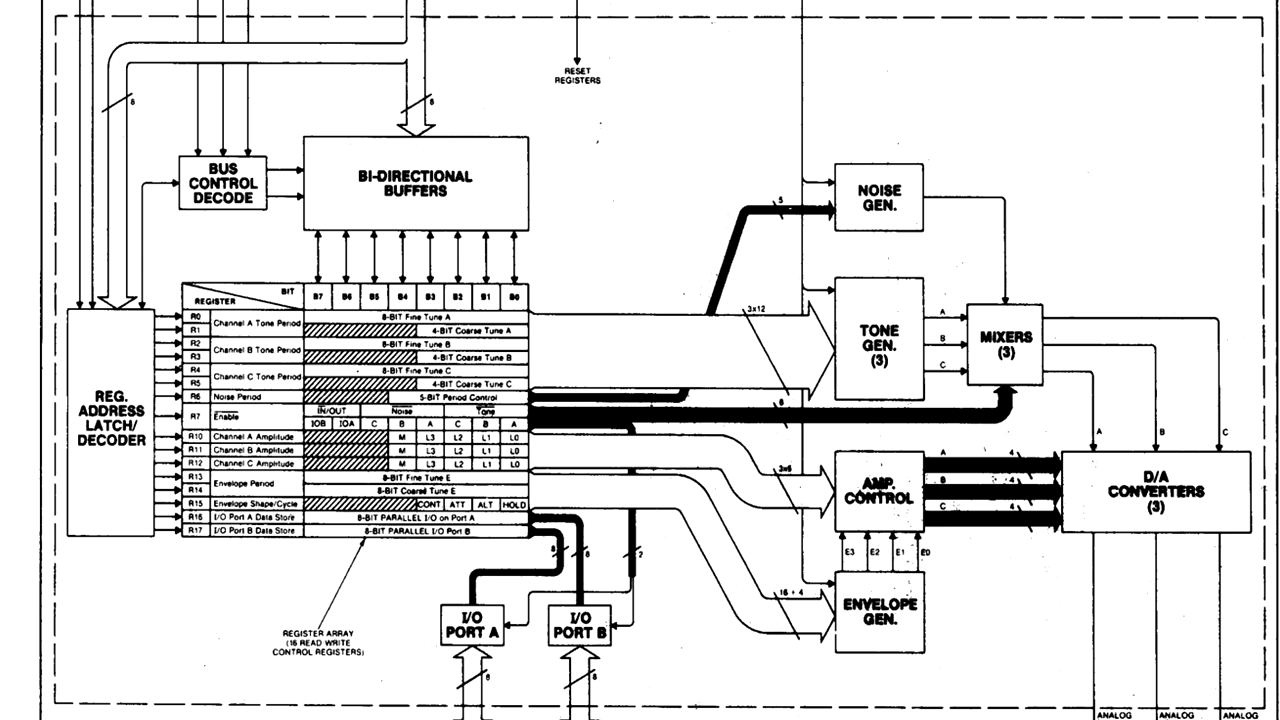 RESET
REGISTERS
8
8
BUS
CONTROL
DECODE
BI-DIRECTIONAL
BUFFERS
NOISE
GEN.
5
REG.
ADDRESS
LATCH/
DECODER
REGISTER BIT B7 B6 B5 B4 B3 B2 B1 B0
R0 Channel A Tone Period 8-BIT Fine Tune A
R1 4-BIT Coarse Tune A
R2 Channel B Tone Period 8-BIT Fine Tune B
R3 4-BIT Coarse Tune B
R4 Channel C Tone Period 8-BIT Fine Tune C
R5 4-BIT Coarse Tune C
R6 Noise Period 5-BIT Period Control
R7 Enable IN/OUT Noise Tone
IOB IOA C B A C B A
R10 Channel A Amplitude M L3 L2 L1 L0
R11 Channel B Amplitude M L3 L2 L1 L0
R12 Channel C Amplitude M L3 L2 L1 L0
R13 Envelope Period 8-BIT Fine Tune E
R14 8-BIT Coarse Tune E
R15 Envelope Shape/Cycle CONT ATT ALT HOLD
R16 I/O Port A Data Store 8-BIT PARALLEL I/O on Port A
R17 I/O Port B Data Store 8-BIT PARALLEL I/O Port B
3x12
TONE
GEN.
(3)
A
B
C
MIXERS
(3)
6
A
B
C
3x5
AMP.
CONTROL
A 4
B 4
C 4
D/A
CONVERTERS
(3)
E3 E2 E1 E0
16 + 4
ENVELOPE
GEN.
8
8
2
I/O
PORT A
I/O
PORT B
8
8
REGISTER ARRAY
(16 READ WRITE
CONTROL REGISTERS)
ANALOG
ANALOG
ANALOG